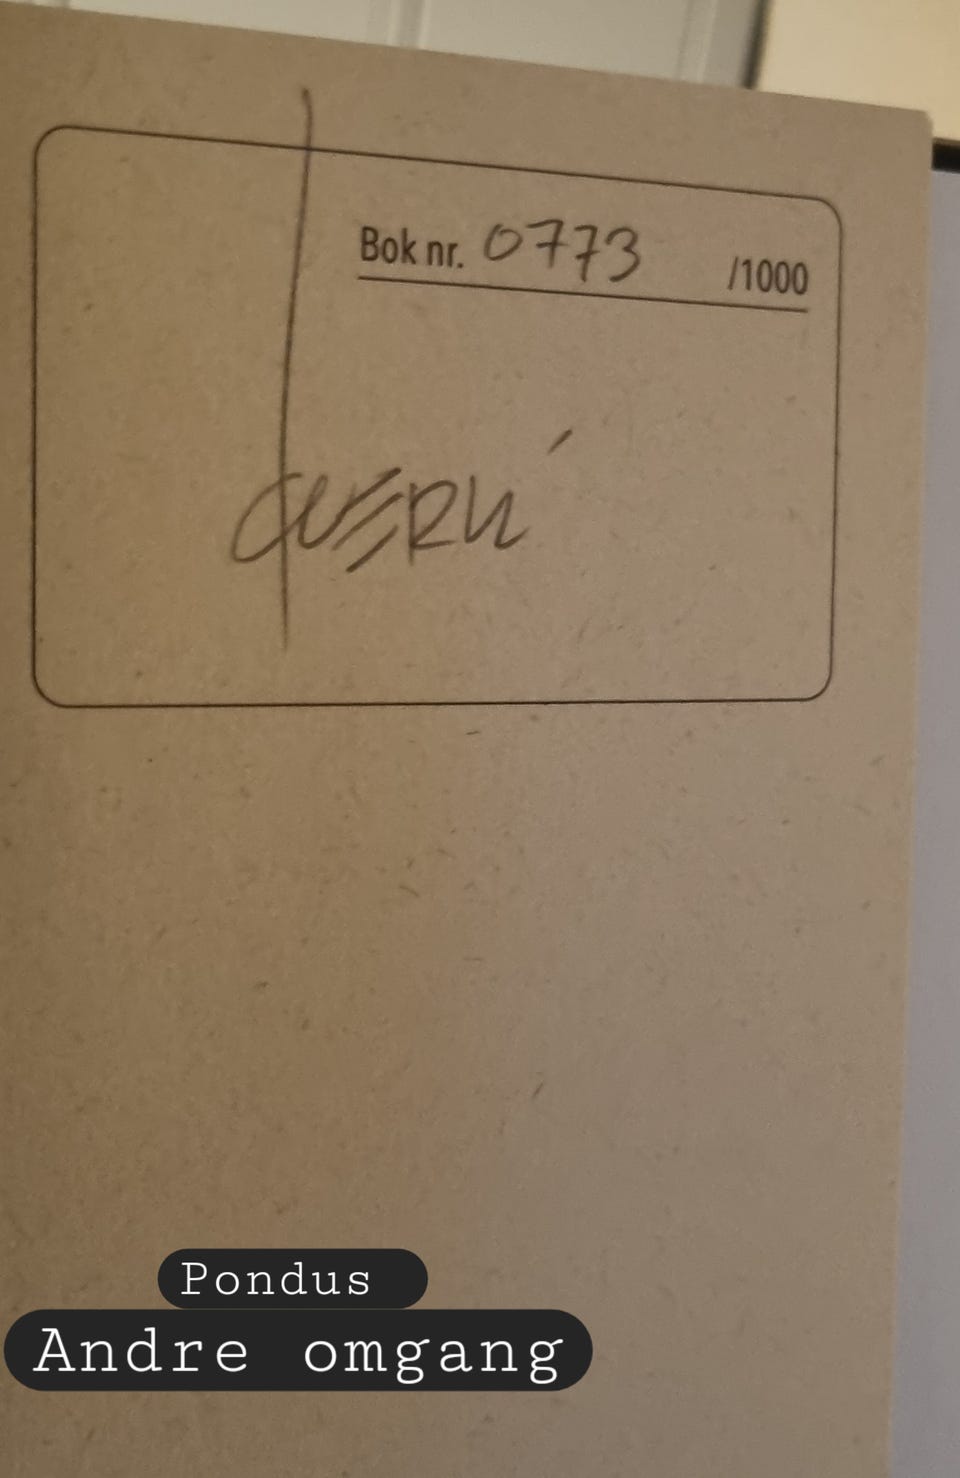 Bok nr. 0773 /1000
Pondus
Andre omgang